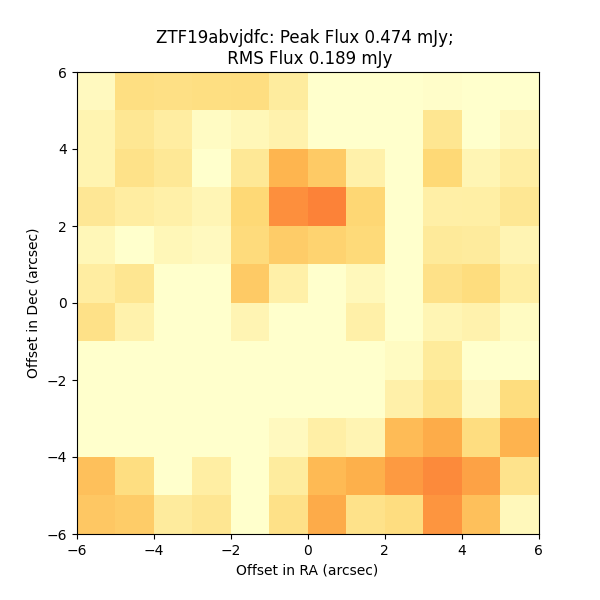 ZTF19abvjdfc: Peak Flux 0.474 mJy;
RMS Flux 0.189 mJy
6
4
2
0
−2
−4
−6
Offset in Dec (arcsec)
−6 −4 −2 0 2 4 6
Offset in RA (arcsec)